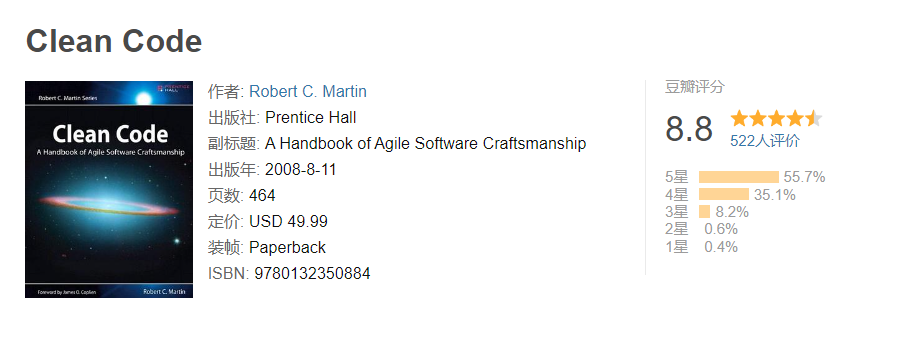 Clean Code
Robert C. Martin Series
PRENTICE
HALL
Clean Code
A Handbook of Agile Software Craftsmanship
Foreword by James O. Coplien
Robert C. Martin
作者: Robert C. Martin
出版社: Prentice Hall
副标题: A Handbook of Agile Software Craftsmanship
出版年: 2008-8-11
页数: 464
定价: USD 49.99
装帧: Paperback
ISBN: 9780132350884
豆瓣评分
8.8
522人评价
5星 55.7%
4星 35.1%
3星 8.2%
2星 0.6%
1星 0.4%